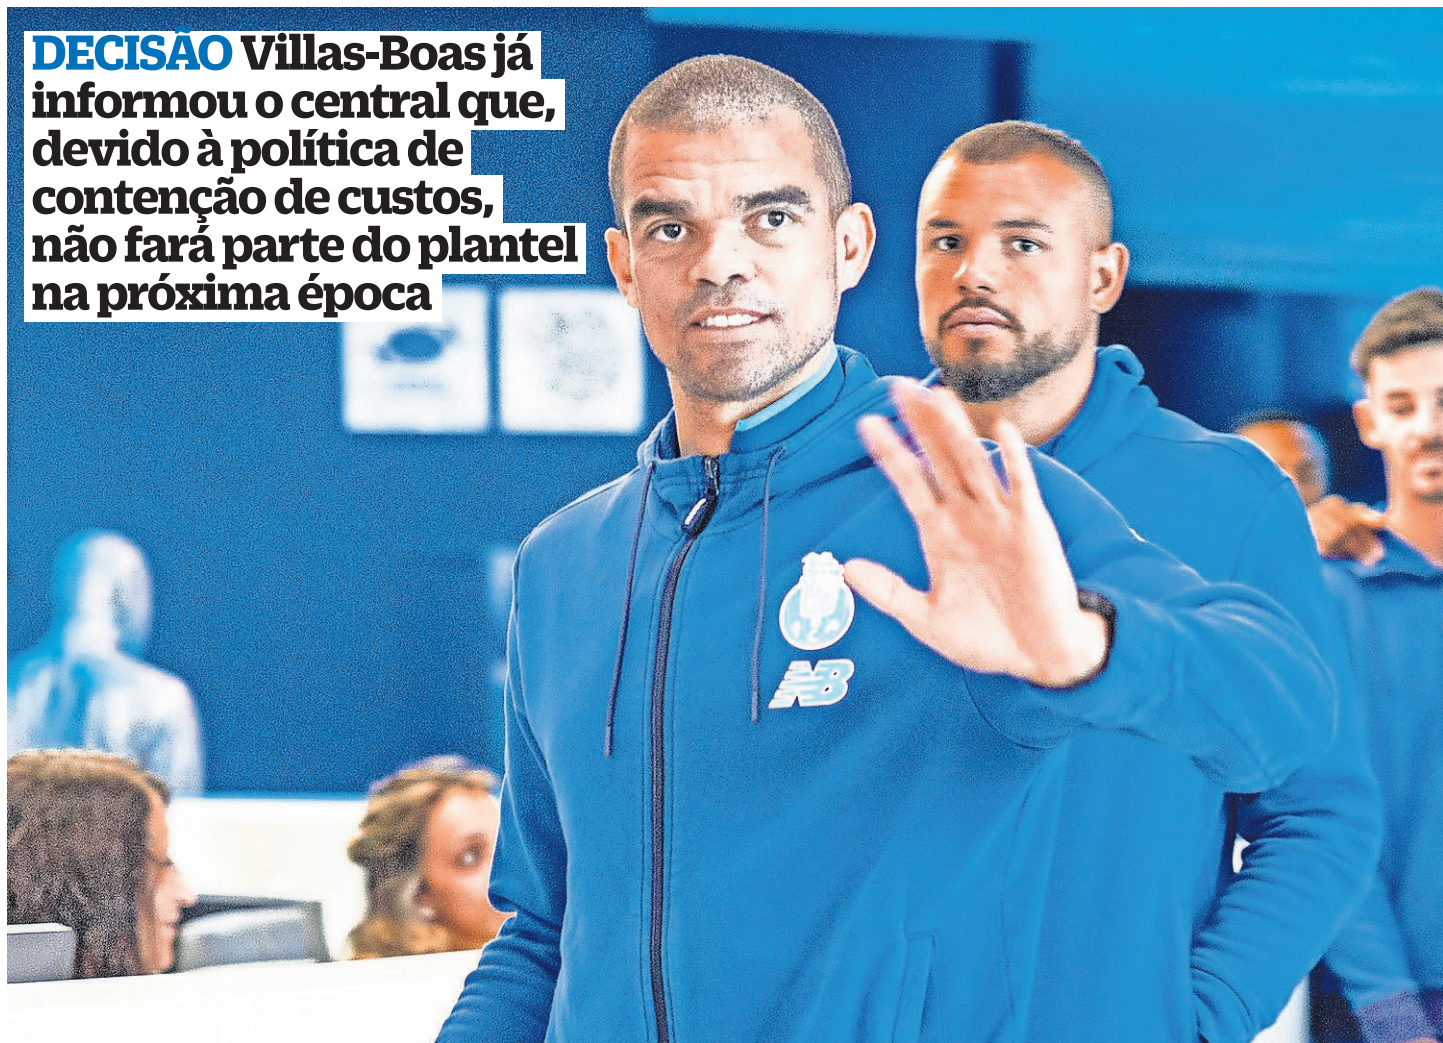 DECISÃO Villas-Boas já
informou o central que,
devido à política de
contenção de custos,
não fará parte do plantel
na próxima época
NB